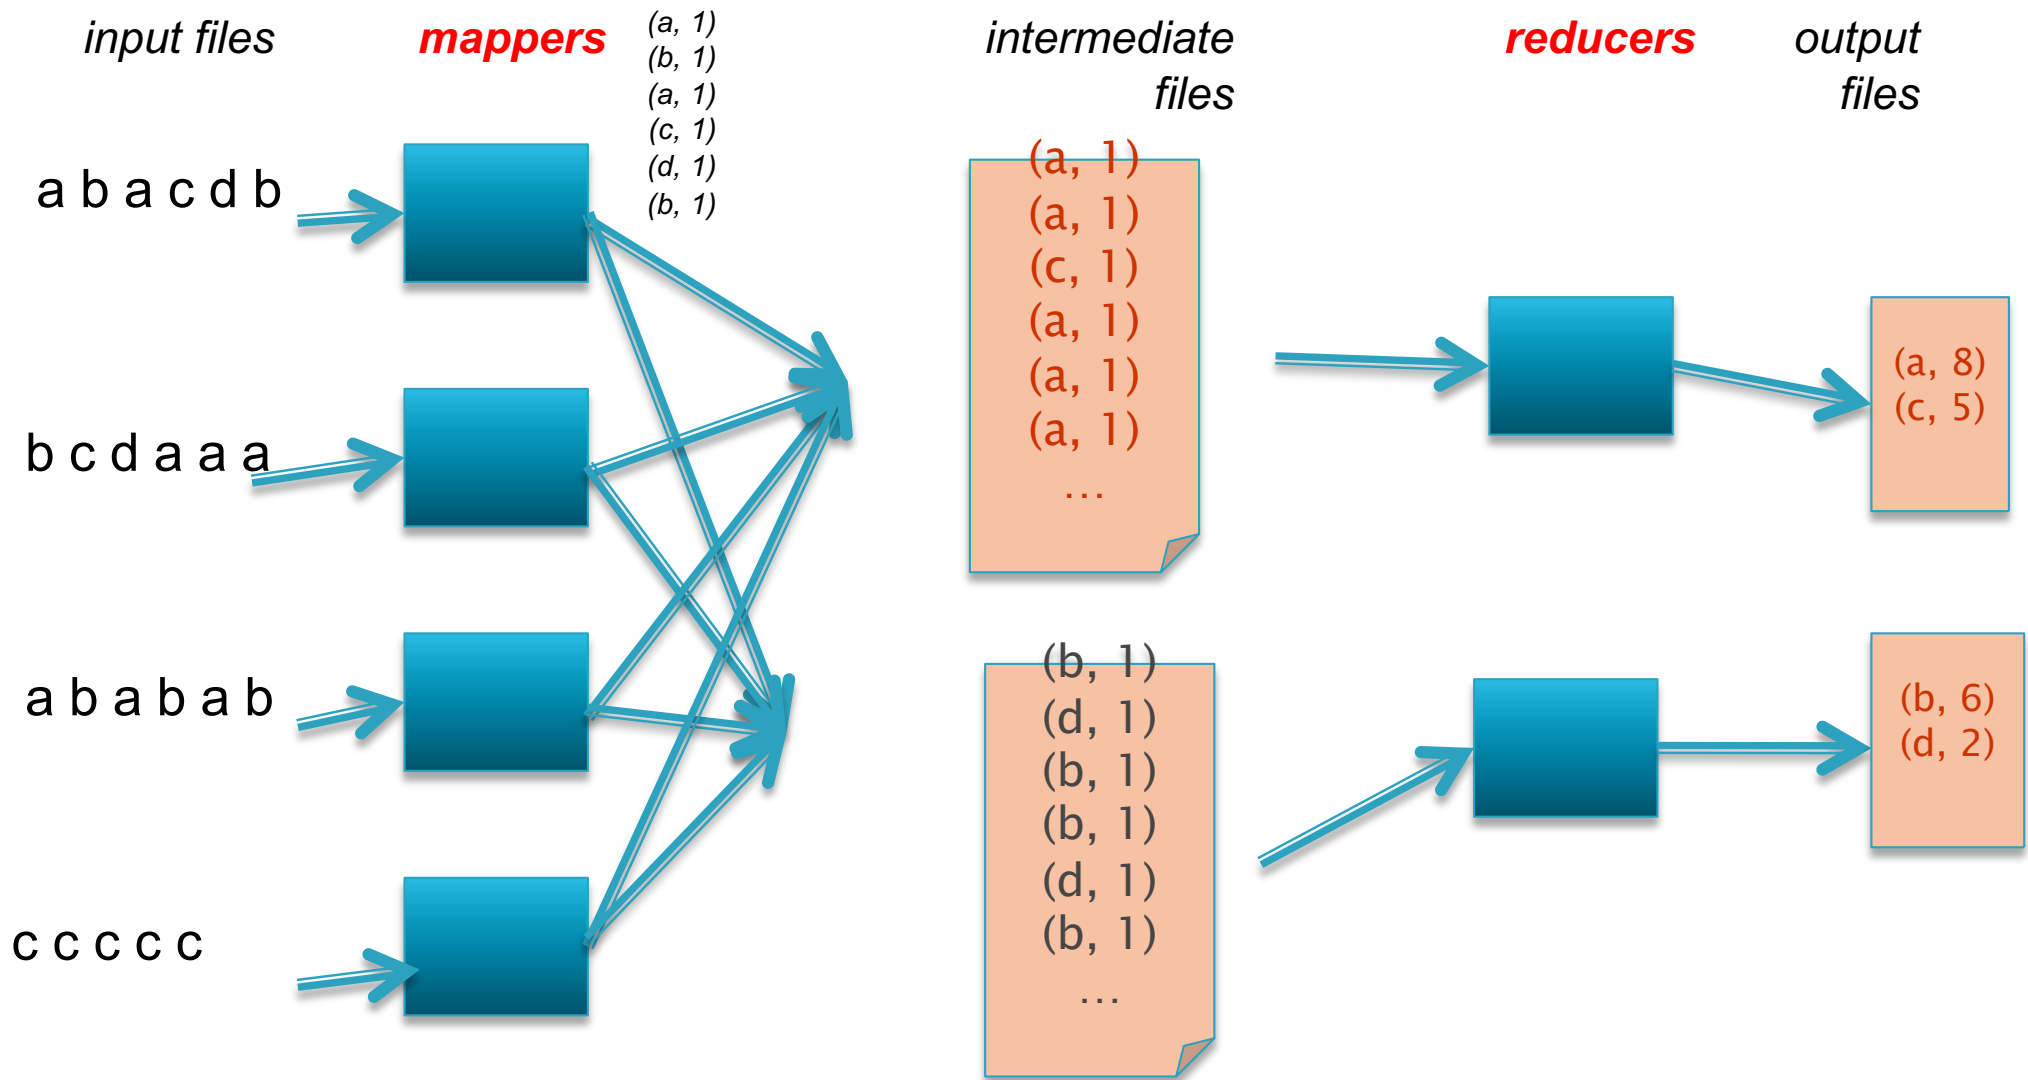 input files
mappers
(a, 1)
(b, 1)
(a, 1)
(c, 1)
(d, 1)
(b, 1)
intermediate
files
reducers
output
files
a b a c d b
b c d a a a
a b a b a b
c c c c c
(a, 1)
(a, 1)
(c, 1)
(a, 1)
(a, 1)
(a, 1)
…
(b, 1)
(d, 1)
(b, 1)
(b, 1)
(d, 1)
(b, 1)
…
(a, 8)
(c, 5)
(b, 6)
(d, 2)